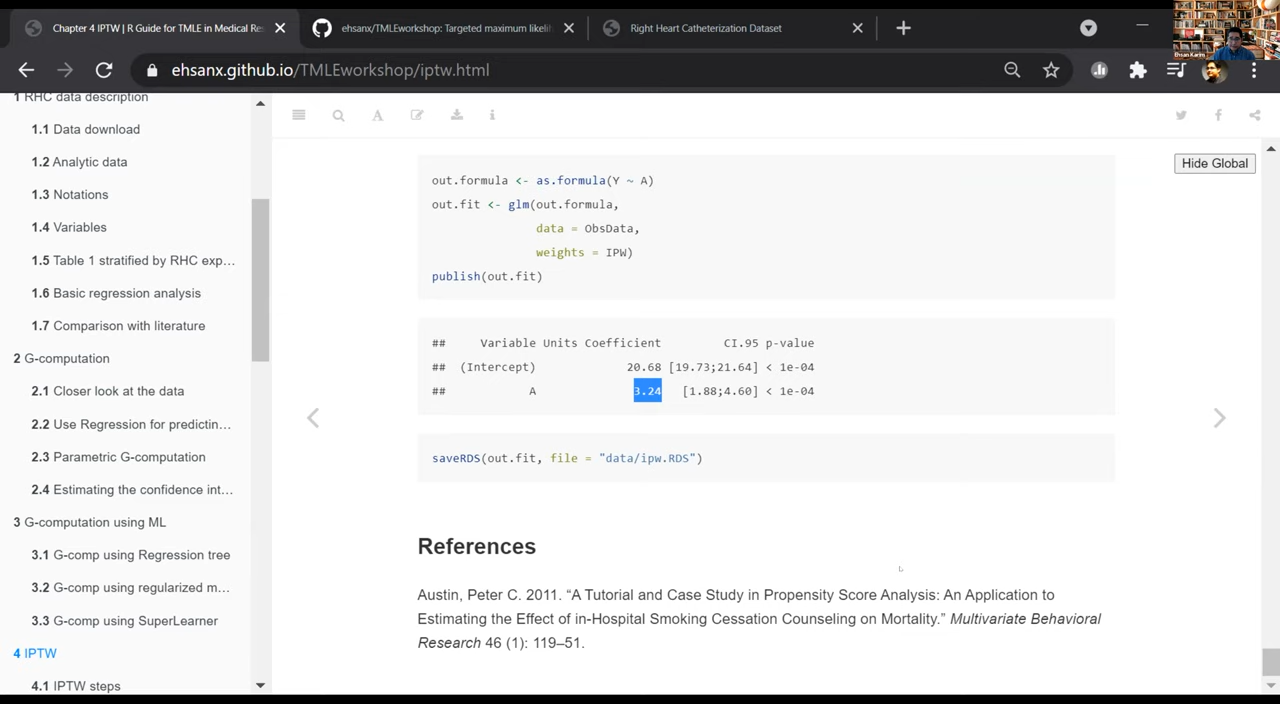 Chapter 4 IPTW | R Guide for TMLE in Medical Re
ehsanx/TMLEworkshop: Targeted maximum likeli
Right Heart Catheterization Dataset
ehsanx.github.io/TMLEworkshop/iptw.html
Ehsan Karim
1 RHC data description
1.1 Data download
1.2 Analytic data
1.3 Notations
1.4 Variables
1.5 Table 1 stratified by RHC exp…
1.6 Basic regression analysis
1.7 Comparison with literature
2 G-computation
2.1 Closer look at the data
2.2 Use Regression for predictin…
2.3 Parametric G-computation
2.4 Estimating the confidence int…
3 G-computation using ML
3.1 G-comp using Regression tree
3.2 G-comp using regularized m…
3.3 G-comp using SuperLearner
4 IPTW
4.1 IPTW steps
Hide Global
out.formula <- as.formula(Y ~ A)
out.fit <- glm(out.formula,
data = ObsData,
weights = IPW)
publish(out.fit)
## Variable Units Coefficient CI.95 p-value
## (Intercept) 20.68 [19.73;21.64] < 1e-04
## A 3.24 [1.88;4.60] < 1e-04
saveRDS(out.fit, file = "data/ipw.RDS")
References
Austin, Peter C. 2011. “A Tutorial and Case Study in Propensity Score Analysis: An Application to
Estimating the Effect of in-Hospital Smoking Cessation Counseling on Mortality.” Multivariate Behavioral
Research 46 (1): 119–51.